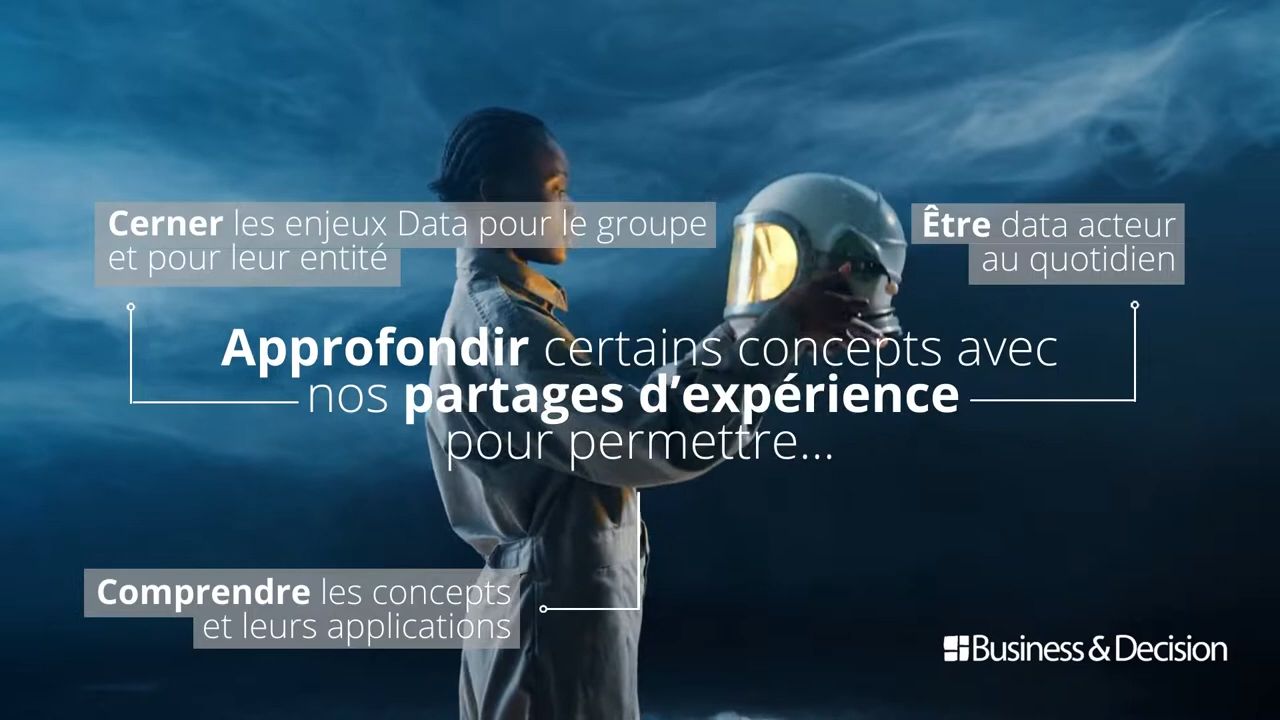 Cerner les enjeux Data pour le groupe
et pour leur entité
Être data acteur
au quotidien
Approfondir certains concepts avec
nos partages d’expérience
pour permettre...
Comprendre les concepts
et leurs applications
Business & Decision